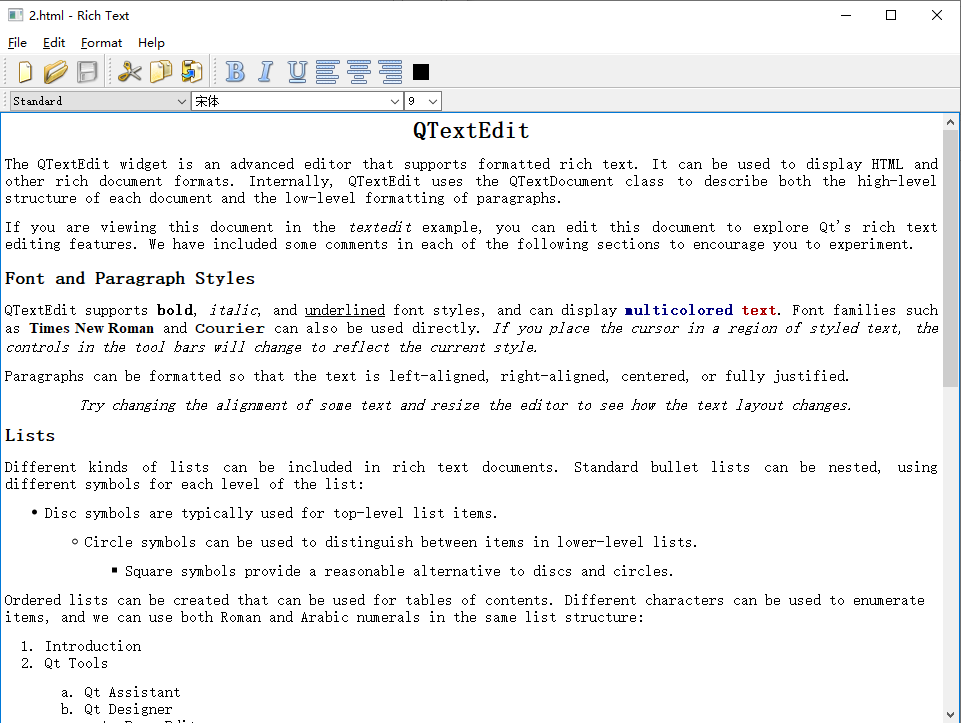 2.html - Rich Text
File Edit Format Help
B I U
Standard 宋体 9
QTextEdit
The QTextEdit widget is an advanced editor that supports formatted rich text. It can be used to display HTML and
other rich document formats. Internally, QTextEdit uses the QTextDocument class to describe both the high-level
structure of each document and the low-level formatting of paragraphs.
If you are viewing this document in the textedit example, you can edit this document to explore Qt's rich text
editing features. We have included some comments in each of the following sections to encourage you to experiment.
Font and Paragraph Styles
QTextEdit supports bold, italic, and underlined font styles, and can display multicolored text. Font families such
as Times New Roman and Courier can also be used directly. If you place the cursor in a region of styled text, the
controls in the tool bars will change to reflect the current style.
Paragraphs can be formatted so that the text is left-aligned, right-aligned, centered, or fully justified.
Try changing the alignment of some text and resize the editor to see how the text layout changes.
Lists
Different kinds of lists can be included in rich text documents. Standard bullet lists can be nested, using
different symbols for each level of the list:
• Disc symbols are typically used for top-level list items.
○ Circle symbols can be used to distinguish between items in lower-level lists.
▪ Square symbols provide a reasonable alternative to discs and circles.
Ordered lists can be created that can be used for tables of contents. Different characters can be used to enumerate
items, and we can use both Roman and Arabic numerals in the same list structure:
1. Introduction
2. Qt Tools
a. Qt Assistant
b. Qt Designer